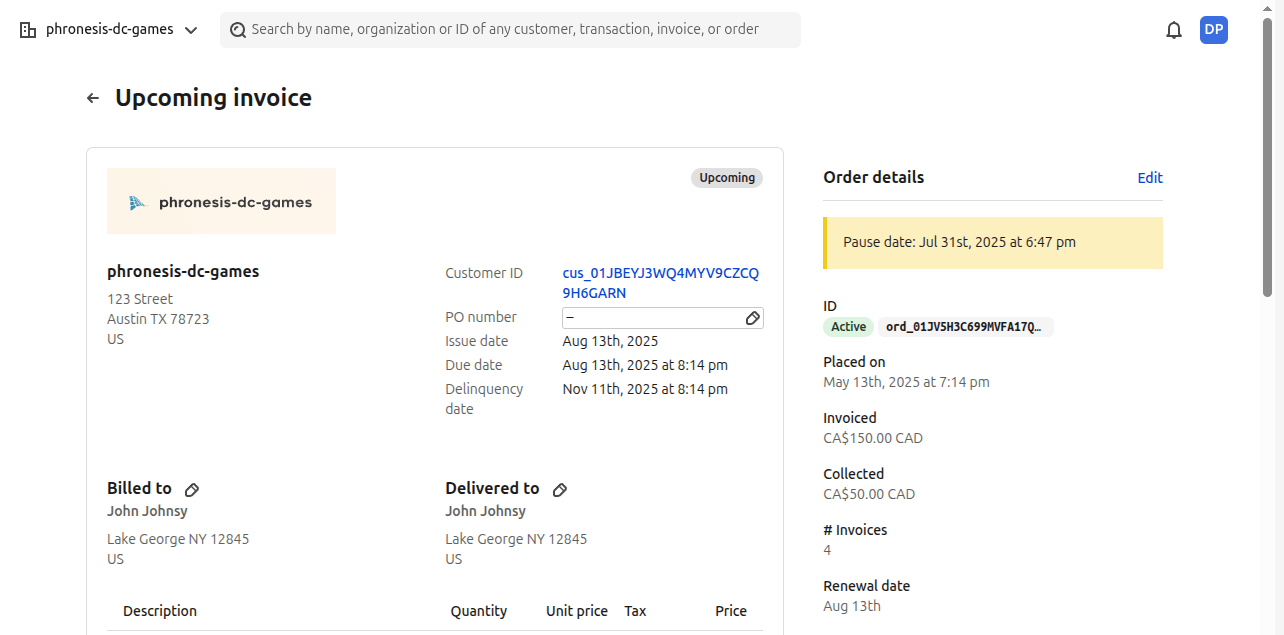 phronesis-dc-games
Search by name, organization or ID of any customer, transaction, invoice, or order
DP
Upcoming invoice
phronesis-dc-games
Upcoming
phronesis-dc-games
123 Street
Austin TX 78723
US
Customer ID
cus_01JBEYJ3WQ4MYV9CZCQ
9H6GARN
PO number
–
Issue date
Aug 13th, 2025
Due date
Aug 13th, 2025 at 8:14 pm
Delinquency
date
Nov 11th, 2025 at 8:14 pm
Billed to
John Johnsy
Lake George NY 12845
US
Delivered to
John Johnsy
Lake George NY 12845
US
Description Quantity Unit price Tax Price
Order details
Edit
Pause date: Jul 31st, 2025 at 6:47 pm
ID
Active ord_01JV5H3C699MVFA17Q…
Placed on
May 13th, 2025 at 7:14 pm
Invoiced
CA$150.00 CAD
Collected
CA$50.00 CAD
# Invoices
4
Renewal date
Aug 13th